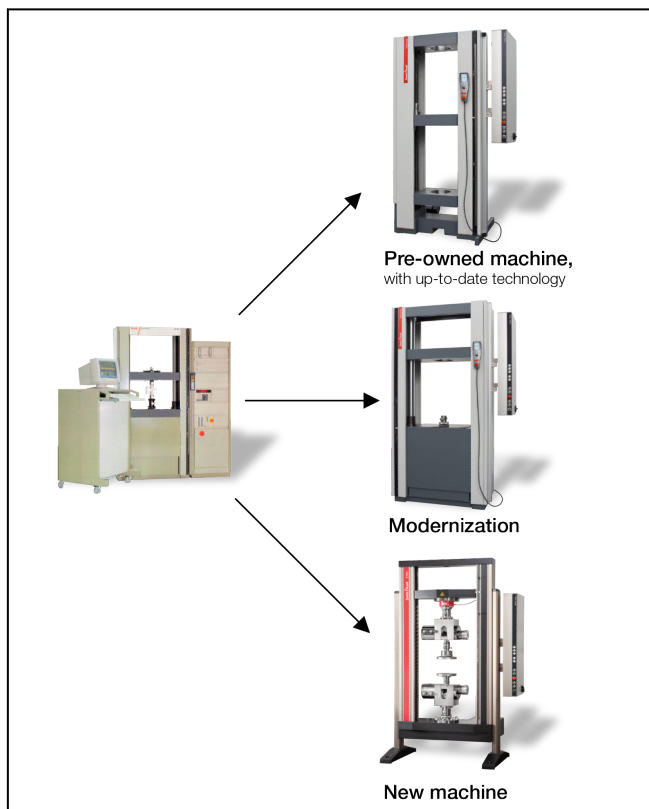 Pre-owned machine,
with up-to-date technology
Modernization
New machine